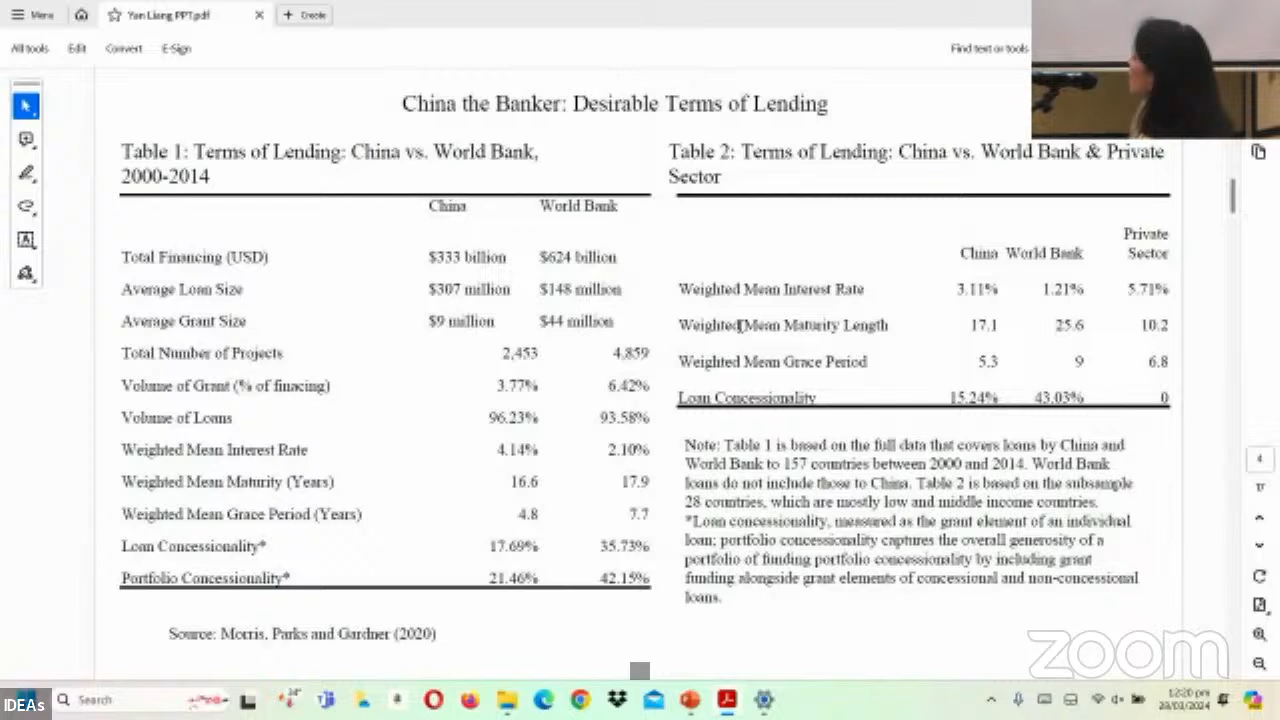 Menu
Yan Liang PPT.pdf
Create
All tools Edit Convert E-Sign
Find text or tools
China the Banker: Desirable Terms of Lending
Table 1: Terms of Lending: China vs. World Bank,
2000-2014
China World Bank
Total Financing (USD) $333 billion $624 billion
Average Loan Size $307 million $148 million
Average Grant Size $9 million $44 million
Total Number of Projects 2,453 4,859
Volume of Grant (% of finacing) 3.77% 6.42%
Volume of Loans 96.23% 93.58%
Weighted Mean Interest Rate 4.14% 2.10%
Weighted Mean Maturity (Years) 16.6 17.9
Weighted Mean Grace Period (Years) 4.8 7.7
Loan Concessionality* 17.69% 35.73%
Portfolio Concessionality* 21.46% 42.15%
Source: Morris, Parks and Gardner (2020)
Table 2: Terms of Lending: China vs. World Bank & Private
Sector
Private
China World Bank Sector
Weighted Mean Interest Rate 3.11% 1.21% 5.71%
Weighted Mean Maturity Length 17.1 25.6 10.2
Weighted Mean Grace Period 5.3 9 6.8
Loan Concessionality 15.24% 43.03% 0
Note: Table 1 is based on the full data that covers loans by China and
World Bank to 157 countries between 2000 and 2014. World Bank
loans do not include those to China. Table 2 is based on the subsample
28 countries, which are mostly low and middle income countries.
*Loan concessionality, measured as the grant element of an individual
loan; portfolio concessionality captures the overall generosity of a
portfolio of funding portfolio concessionality by including grant
funding alongside grant elements of concessional and non-concessional
loans.
4
17
zoom
IDEAs
Search
12:20 pm
28/03/2024